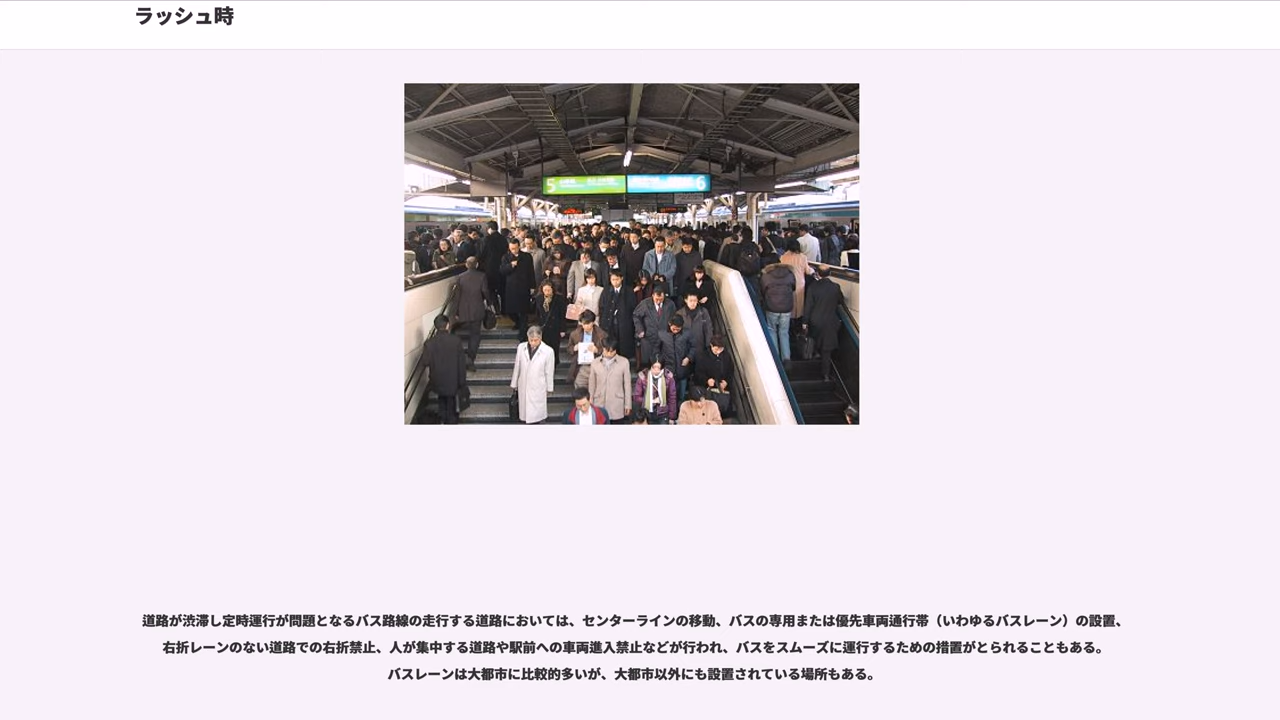 ラッシュ時
5
6
道路が渋滞し定時運行が問題となるバス路線の走行する道路においては、センターラインの移動、バスの専用または優先車両通行帯（いわゆるバスレーン）の設置、
右折レーンのない道路での右折禁止、人が集中する道路や駅前への車両進入禁止などが行われ、バスをスムーズに運行するための措置がとられることもある。
バスレーンは大都市に比較的多いが、大都市以外にも設置されている場所もある。